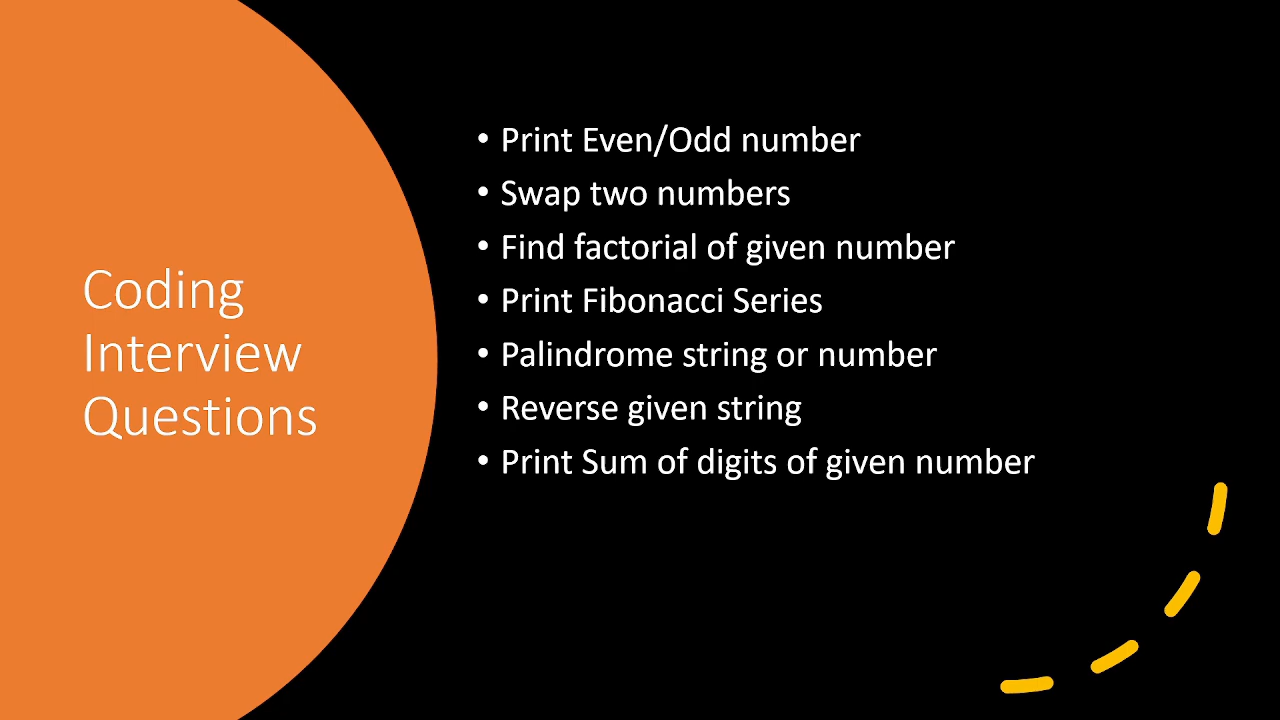 Coding
Interview
Questions
• Print Even/Odd number
• Swap two numbers
• Find factorial of given number
• Print Fibonacci Series
• Palindrome string or number
• Reverse given string
• Print Sum of digits of given number